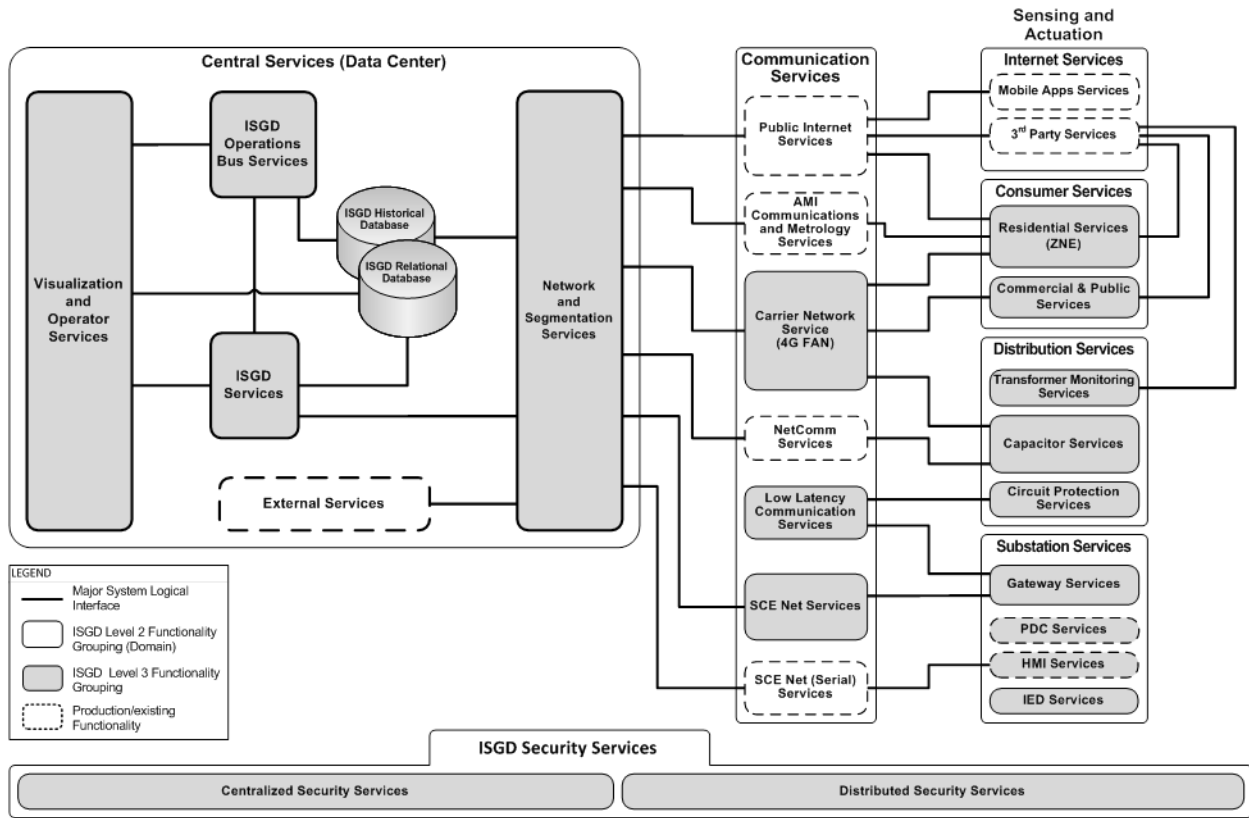 Sensing and
Actuation
Central Services (Data Center)
Visualization
and
Operator
Services
ISGD
Operations
Bus Services
ISGD Historical
Database
ISGD Relational
Database
ISGD
Services
External Services
Network
and
Segmentation
Services
Communication
Services
Public Internet
Services
AMI
Communications
and Metrology
Services
Carrier Network
Service
(4G FAN)
NetComm
Services
Low Latency
Communication
Services
SCE Net Services
SCE Net (Serial)
Services
Internet Services
Mobile Apps Services
3rd Party Services
Consumer Services
Residential Services
(ZNE)
Commercial & Public
Services
Distribution Services
Transformer Monitoring
Services
Capacitor Services
Circuit Protection
Services
Substation Services
Gateway Services
PDC Services
HMI Services
IED Services
LEGEND
Major System Logical
Interface
ISGD Level 2 Functionality
Grouping (Domain)
ISGD Level 3 Functionality
Grouping
Production/existing
Functionality
ISGD Security Services
Centralized Security Services
Distributed Security Services